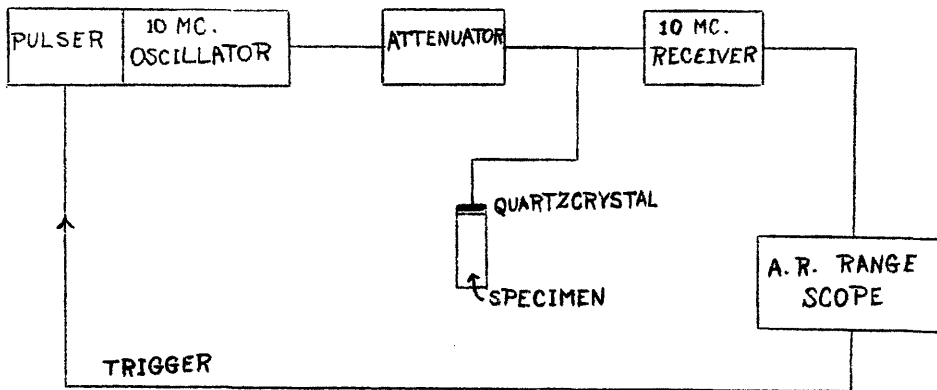 PULSER
10 MC.
OSCILLATOR
ATTENUATOR
10 MC.
RECEIVER
QUARTZCRYSTAL
SPECIMEN
A.R. RANGE
SCOPE
TRIGGER